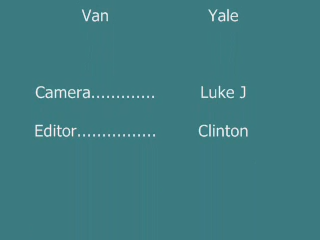 Van Yale
Camera............. Luke J
Editor................ Clinton